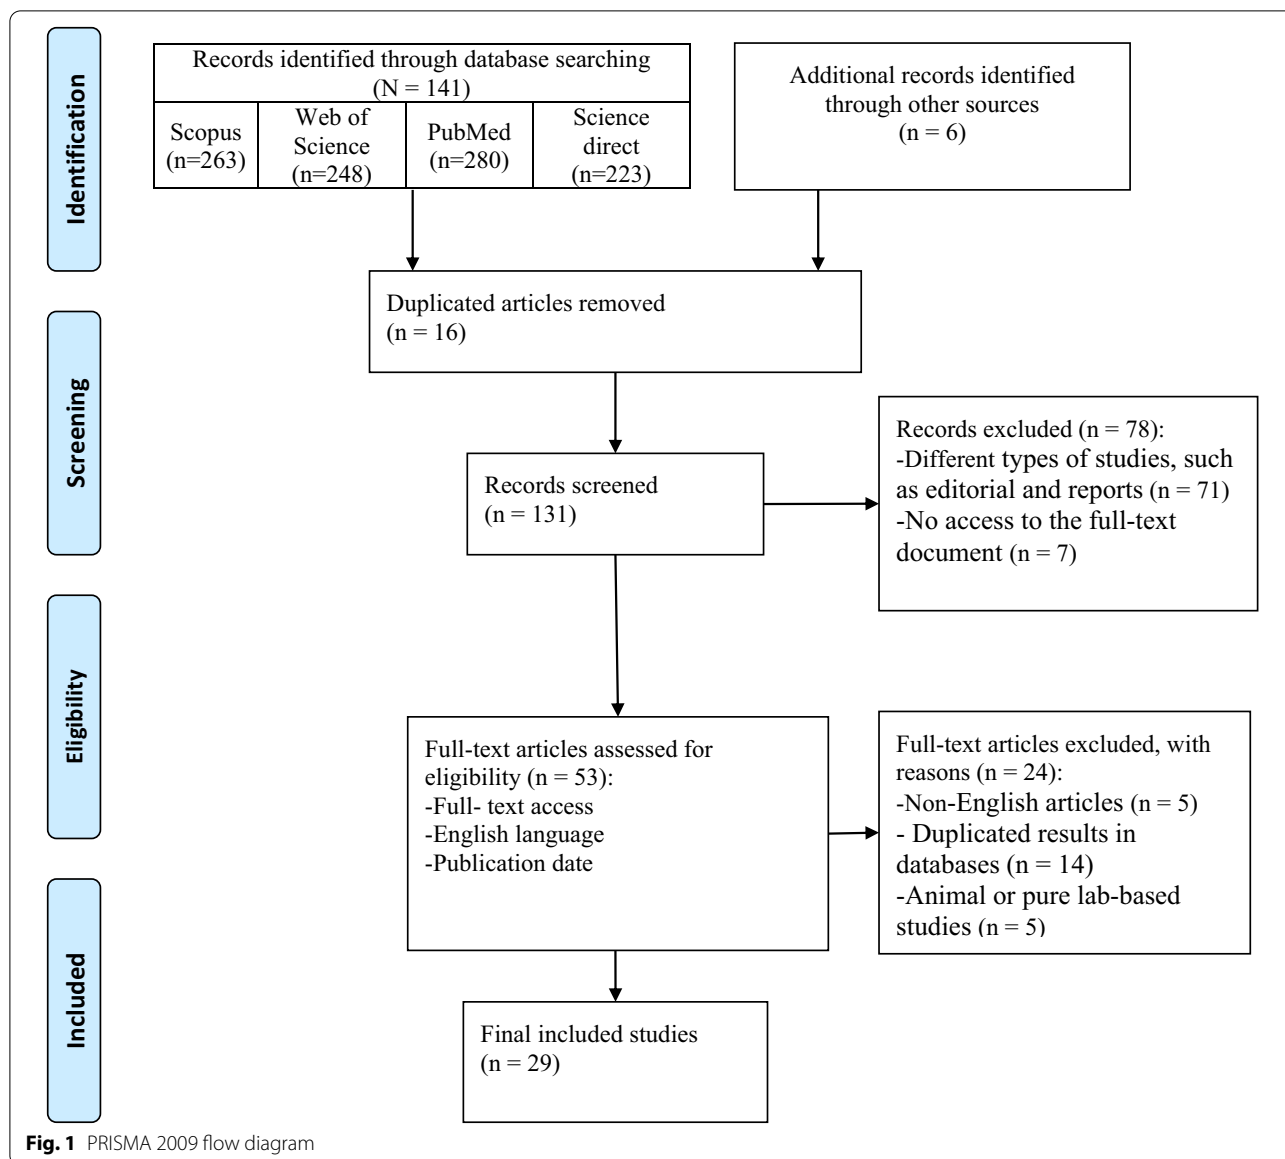 Identification
Records identified through database searching
(N = 141)
Scopus
(n=263)
Web of
Science
(n=248)
PubMed
(n=280)
Science
direct
(n=223)
Additional records identified
through other sources
(n = 6)
Duplicated articles removed
(n = 16)
Screening
Records screened
(n = 131)
Records excluded (n = 78):
-Different types of studies, such
as editorial and reports (n = 71)
-No access to the full-text
document (n = 7)
Eligibility
Full-text articles assessed for
eligibility (n = 53):
-Full- text access
-English language
-Publication date
Full-text articles excluded, with
reasons (n = 24):
-Non-English articles (n = 5)
- Duplicated results in
databases (n = 14)
-Animal or pure lab-based
studies (n = 5)
Included
Final included studies
(n = 29)
Fig. 1 PRISMA 2009 flow diagram